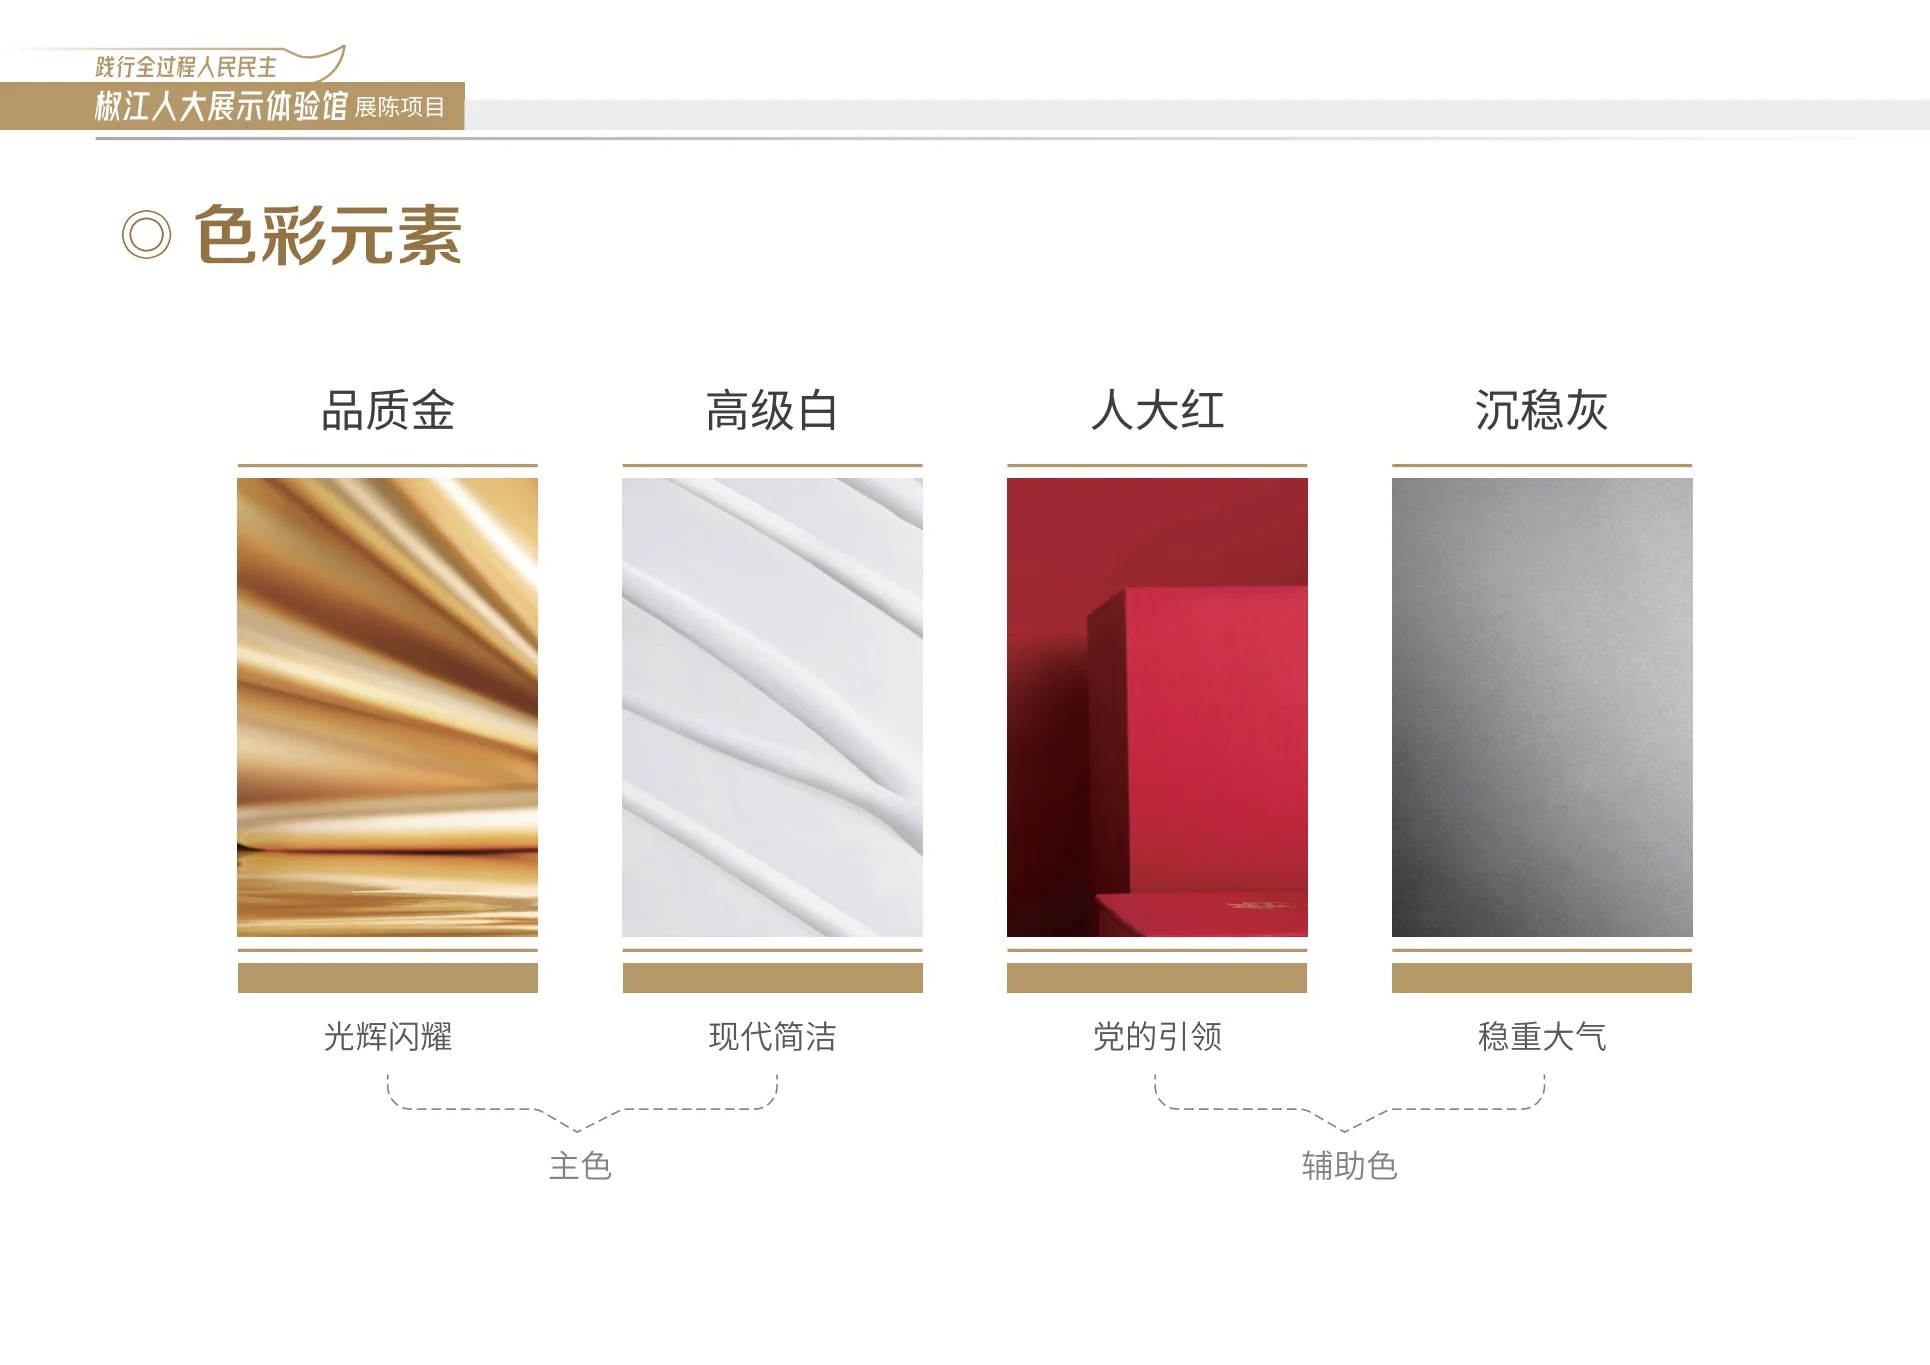 践行全过程人民民主
椒江人大展示体验馆 展陈项目
◎ 色彩元素
品质金 高级白 人大红 沉稳灰
光辉闪耀 现代简洁 党的引领 稳重大气
主色 辅助色